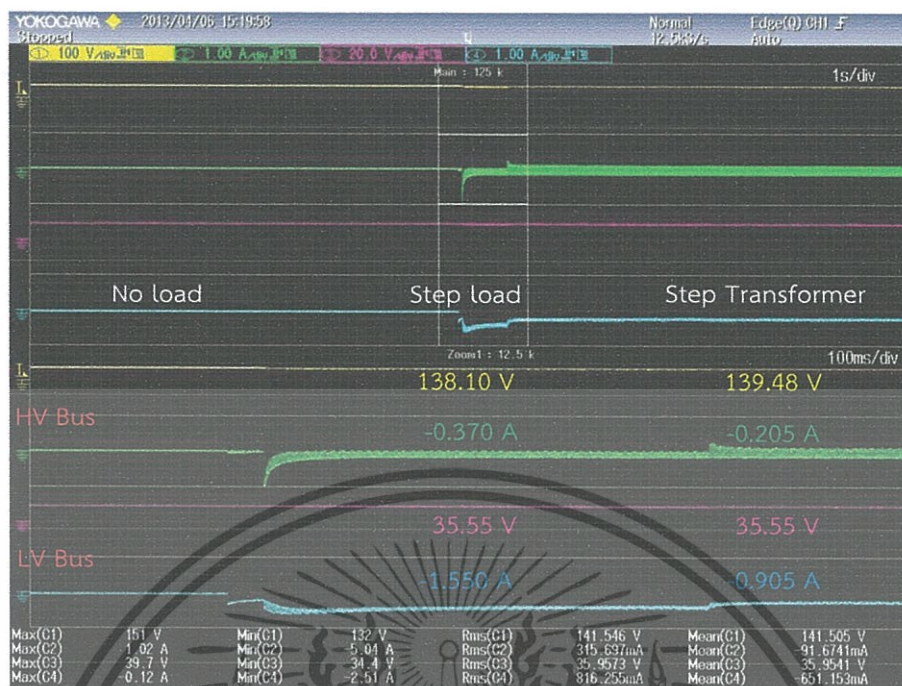 YOKOGAWA 2013/04/06 15:19:58 Normal Edge(Q) CH1
Stopped 12.5kS/s Auto
100 V/div 1.00 A/div 20.0 V/div 1.00 A/div
Main : 125 k
1s/div
No load Step load Step Transformer
Zoom1 : 12.5 k
100ms/div
138.10 V 139.48 V
HV Bus
-0.370 A -0.205 A
35.55 V 35.55 V
LV Bus
-1.550 A -0.905 A
Max(C1) 151 V Min(C1) 132 V Rms(C1) 141.546 V Mean(C1) 141.505 V
Max(C2) 1.02 A Min(C2) -5.04 A Rms(C2) 315.697mA Mean(C2) -91.6741mA
Max(C3) 39.7 V Min(C3) 34.4 V Rms(C3) 35.9573 V Mean(C3) 35.9541 V
Max(C4) -0.12 A Min(C4) -2.51 A Rms(C4) 816.255mA Mean(C4) -651.153mA